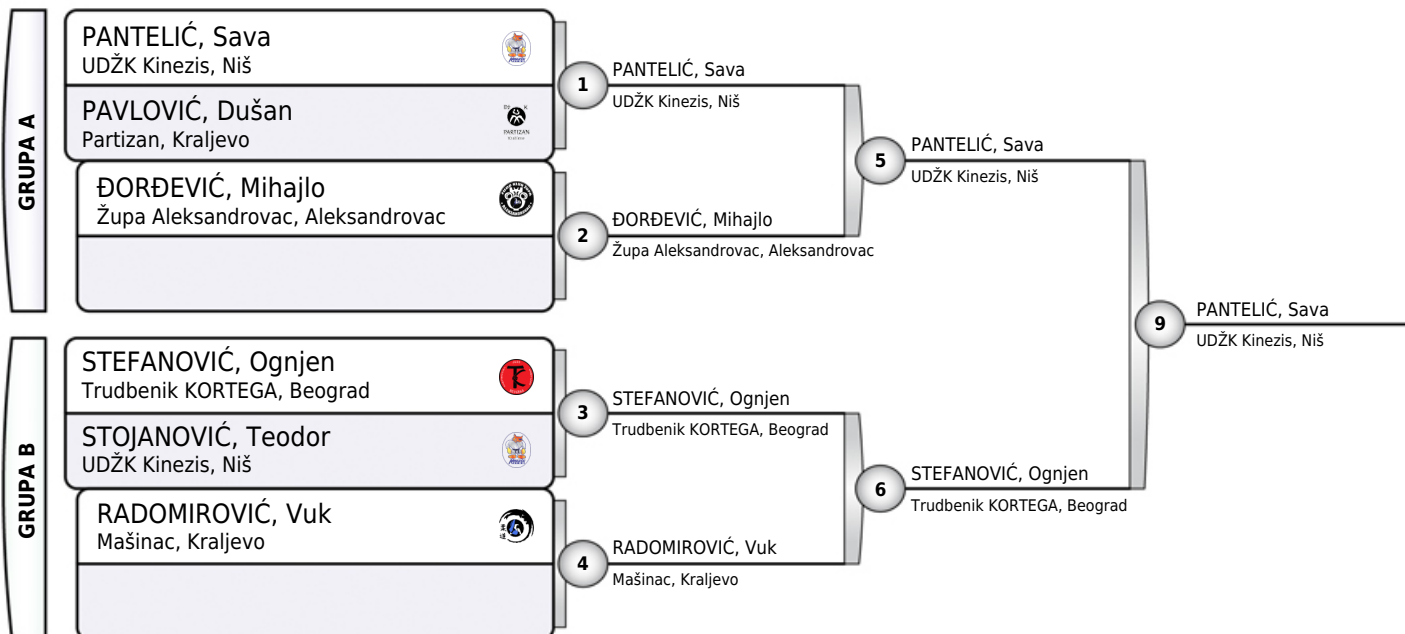 GRUPA A
PANTELIĆ, Sava
UDŽK Kinezis, Niš
PAVLOVIĆ, Dušan
Partizan, Kraljevo
PARTIZAN
ĐORĐEVIĆ, Mihajlo
Župa Aleksandrovac, Aleksandrovac
1
PANTELIĆ, Sava
UDŽK Kinezis, Niš
2
ĐORĐEVIĆ, Mihajlo
Župa Aleksandrovac, Aleksandrovac
5
PANTELIĆ, Sava
UDŽK Kinezis, Niš
GRUPA B
STEFANOVIĆ, Ognjen
Trudbenik KORTEGA, Beograd
STOJANOVIĆ, Teodor
UDŽK Kinezis, Niš
RADOMIROVIĆ, Vuk
Mašinac, Kraljevo
3
STEFANOVIĆ, Ognjen
Trudbenik KORTEGA, Beograd
4
RADOMIROVIĆ, Vuk
Mašinac, Kraljevo
6
STEFANOVIĆ, Ognjen
Trudbenik KORTEGA, Beograd
9
PANTELIĆ, Sava
UDŽK Kinezis, Niš